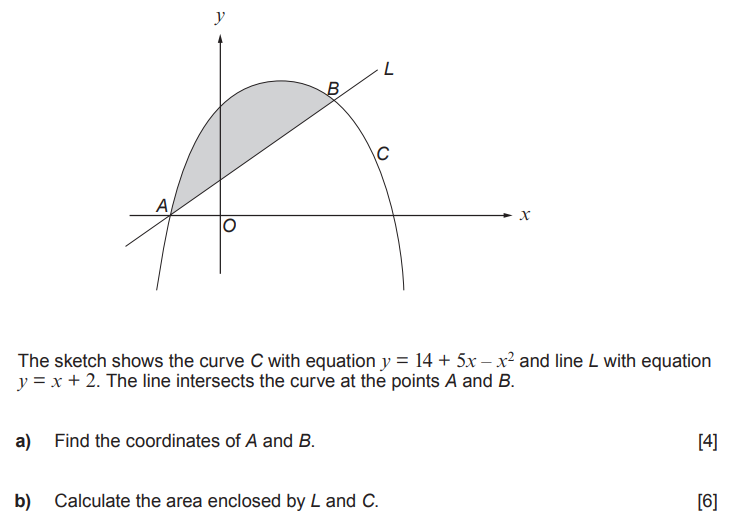 y
L
B
C
A
O
x
The sketch shows the curve C with equation y = 14 + 5x – x² and line L with equation
y = x + 2. The line intersects the curve at the points A and B.
a) Find the coordinates of A and B. [4]
b) Calculate the area enclosed by L and C. [6]